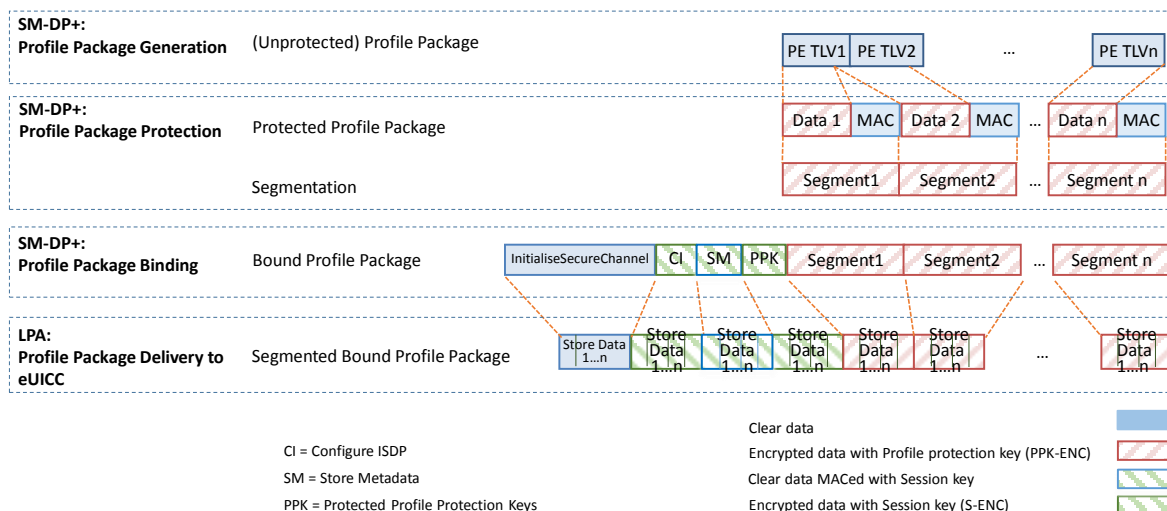 SM-DP+:
Profile Package Generation
(Unprotected) Profile Package
PE TLV1 PE TLV2 ... PE TLVn
SM-DP+:
Profile Package Protection
Protected Profile Package
Data 1 MAC Data 2 MAC ... Data n MAC
Segmentation
Segment1 Segment2 ... Segment n
SM-DP+:
Profile Package Binding
Bound Profile Package
InitialiseSecureChannel CI SM PPK Segment1 Segment2 ... Segment n
LPA:
Profile Package Delivery to
eUICC
Segmented Bound Profile Package
Store Data
1...n
Store
Data
1...n
Store
Data
1...n
Store
Data
1...n
Store
Data
1...n
Store
Data
1...n
...
Store
Data
1...n
CI = Configure ISDP
SM = Store Metadata
PPK = Protected Profile Protection Keys
Clear data
Encrypted data with Profile protection key (PPK-ENC)
Clear data MACed with Session key
Encrypted data with Session key (S-ENC)